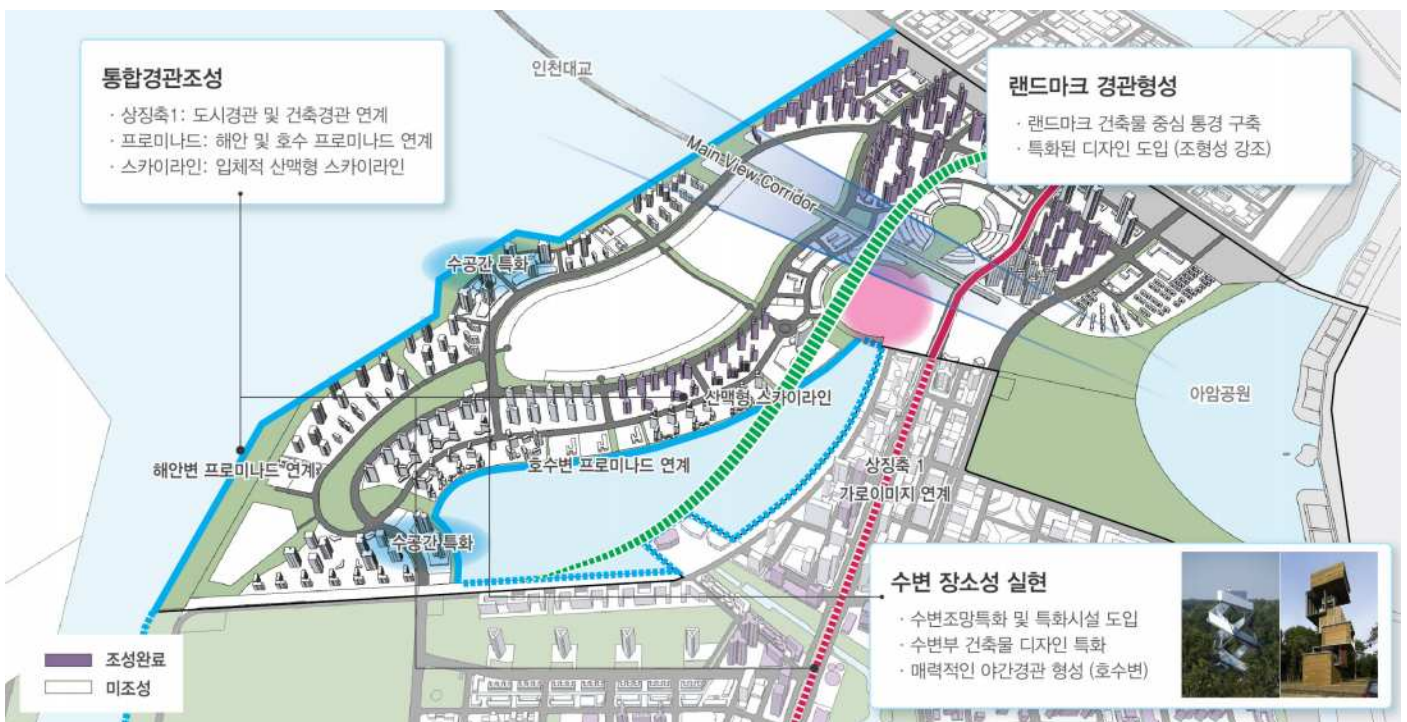 통합경관조성
· 상징축1: 도시경관 및 건축경관 연계
· 프로미나드: 해안 및 호수 프로미나드 연계
· 스카이라인: 입체적 산맥형 스카이라인
인천대교
랜드마크 경관형성
· 랜드마크 건축물 중심 통경 구축
· 특화된 디자인 도입 (조형성 강조)
Main View Corridor
수공간 특화
산맥형 스카이라인
아암공원
해안변 프로미나드 연계
호수변 프로미나드 연계
상징축 1
가로이미지 연계
수공간 특화
수변 장소성 실현
· 수변조망특화 및 특화시설 도입
· 수변부 건축물 디자인 특화
· 매력적인 야간경관 형성 (호수변)
조성완료
미조성